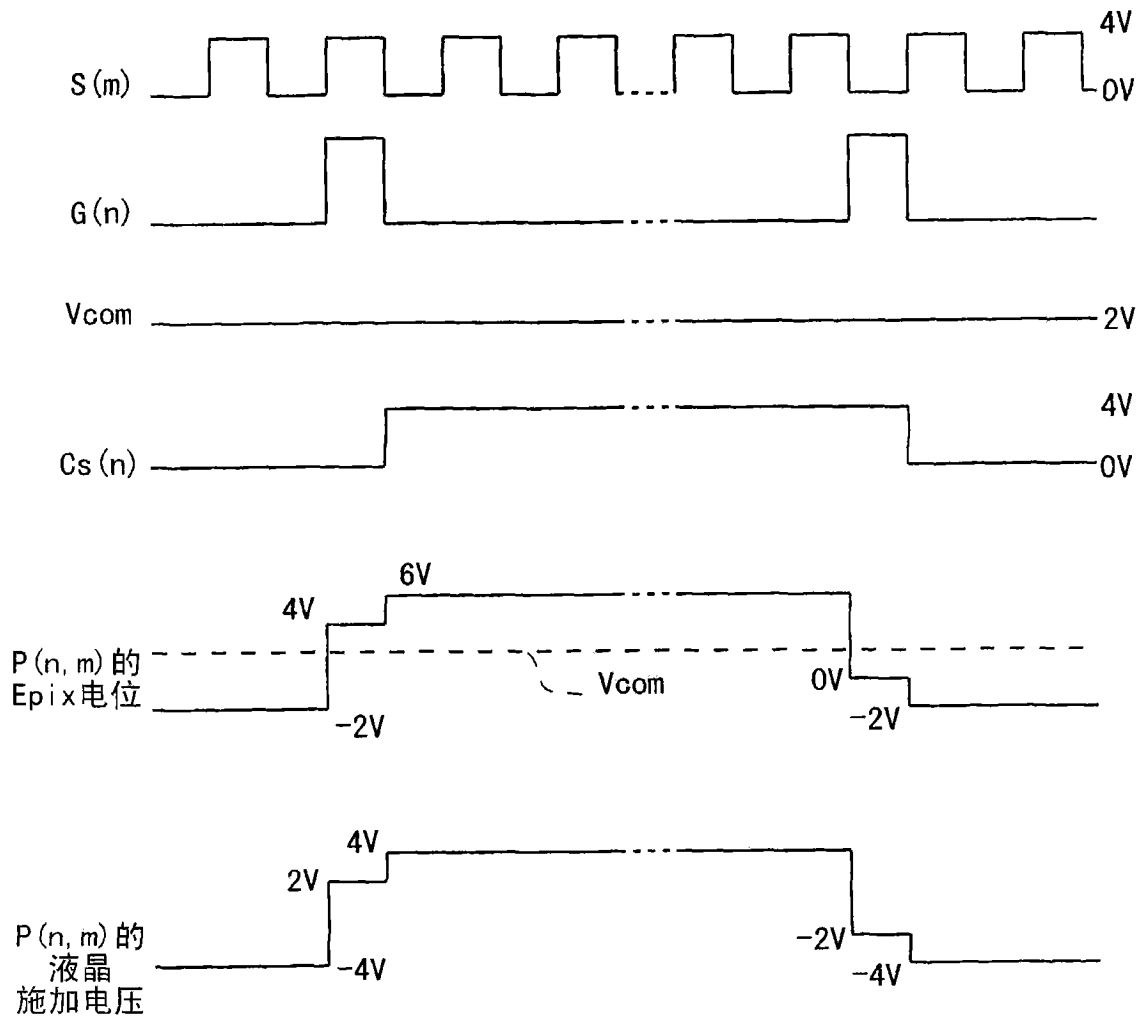 4V
S(m)
0V
G(n)
Vcom
2V
4V
Cs(n)
0V
6V
4V
P(n,m)的
Epix电位
Vcom
0V
-2V
-2V
4V
2V
-2V
P(n,m)的
液晶
施加电压
-4V
-4V